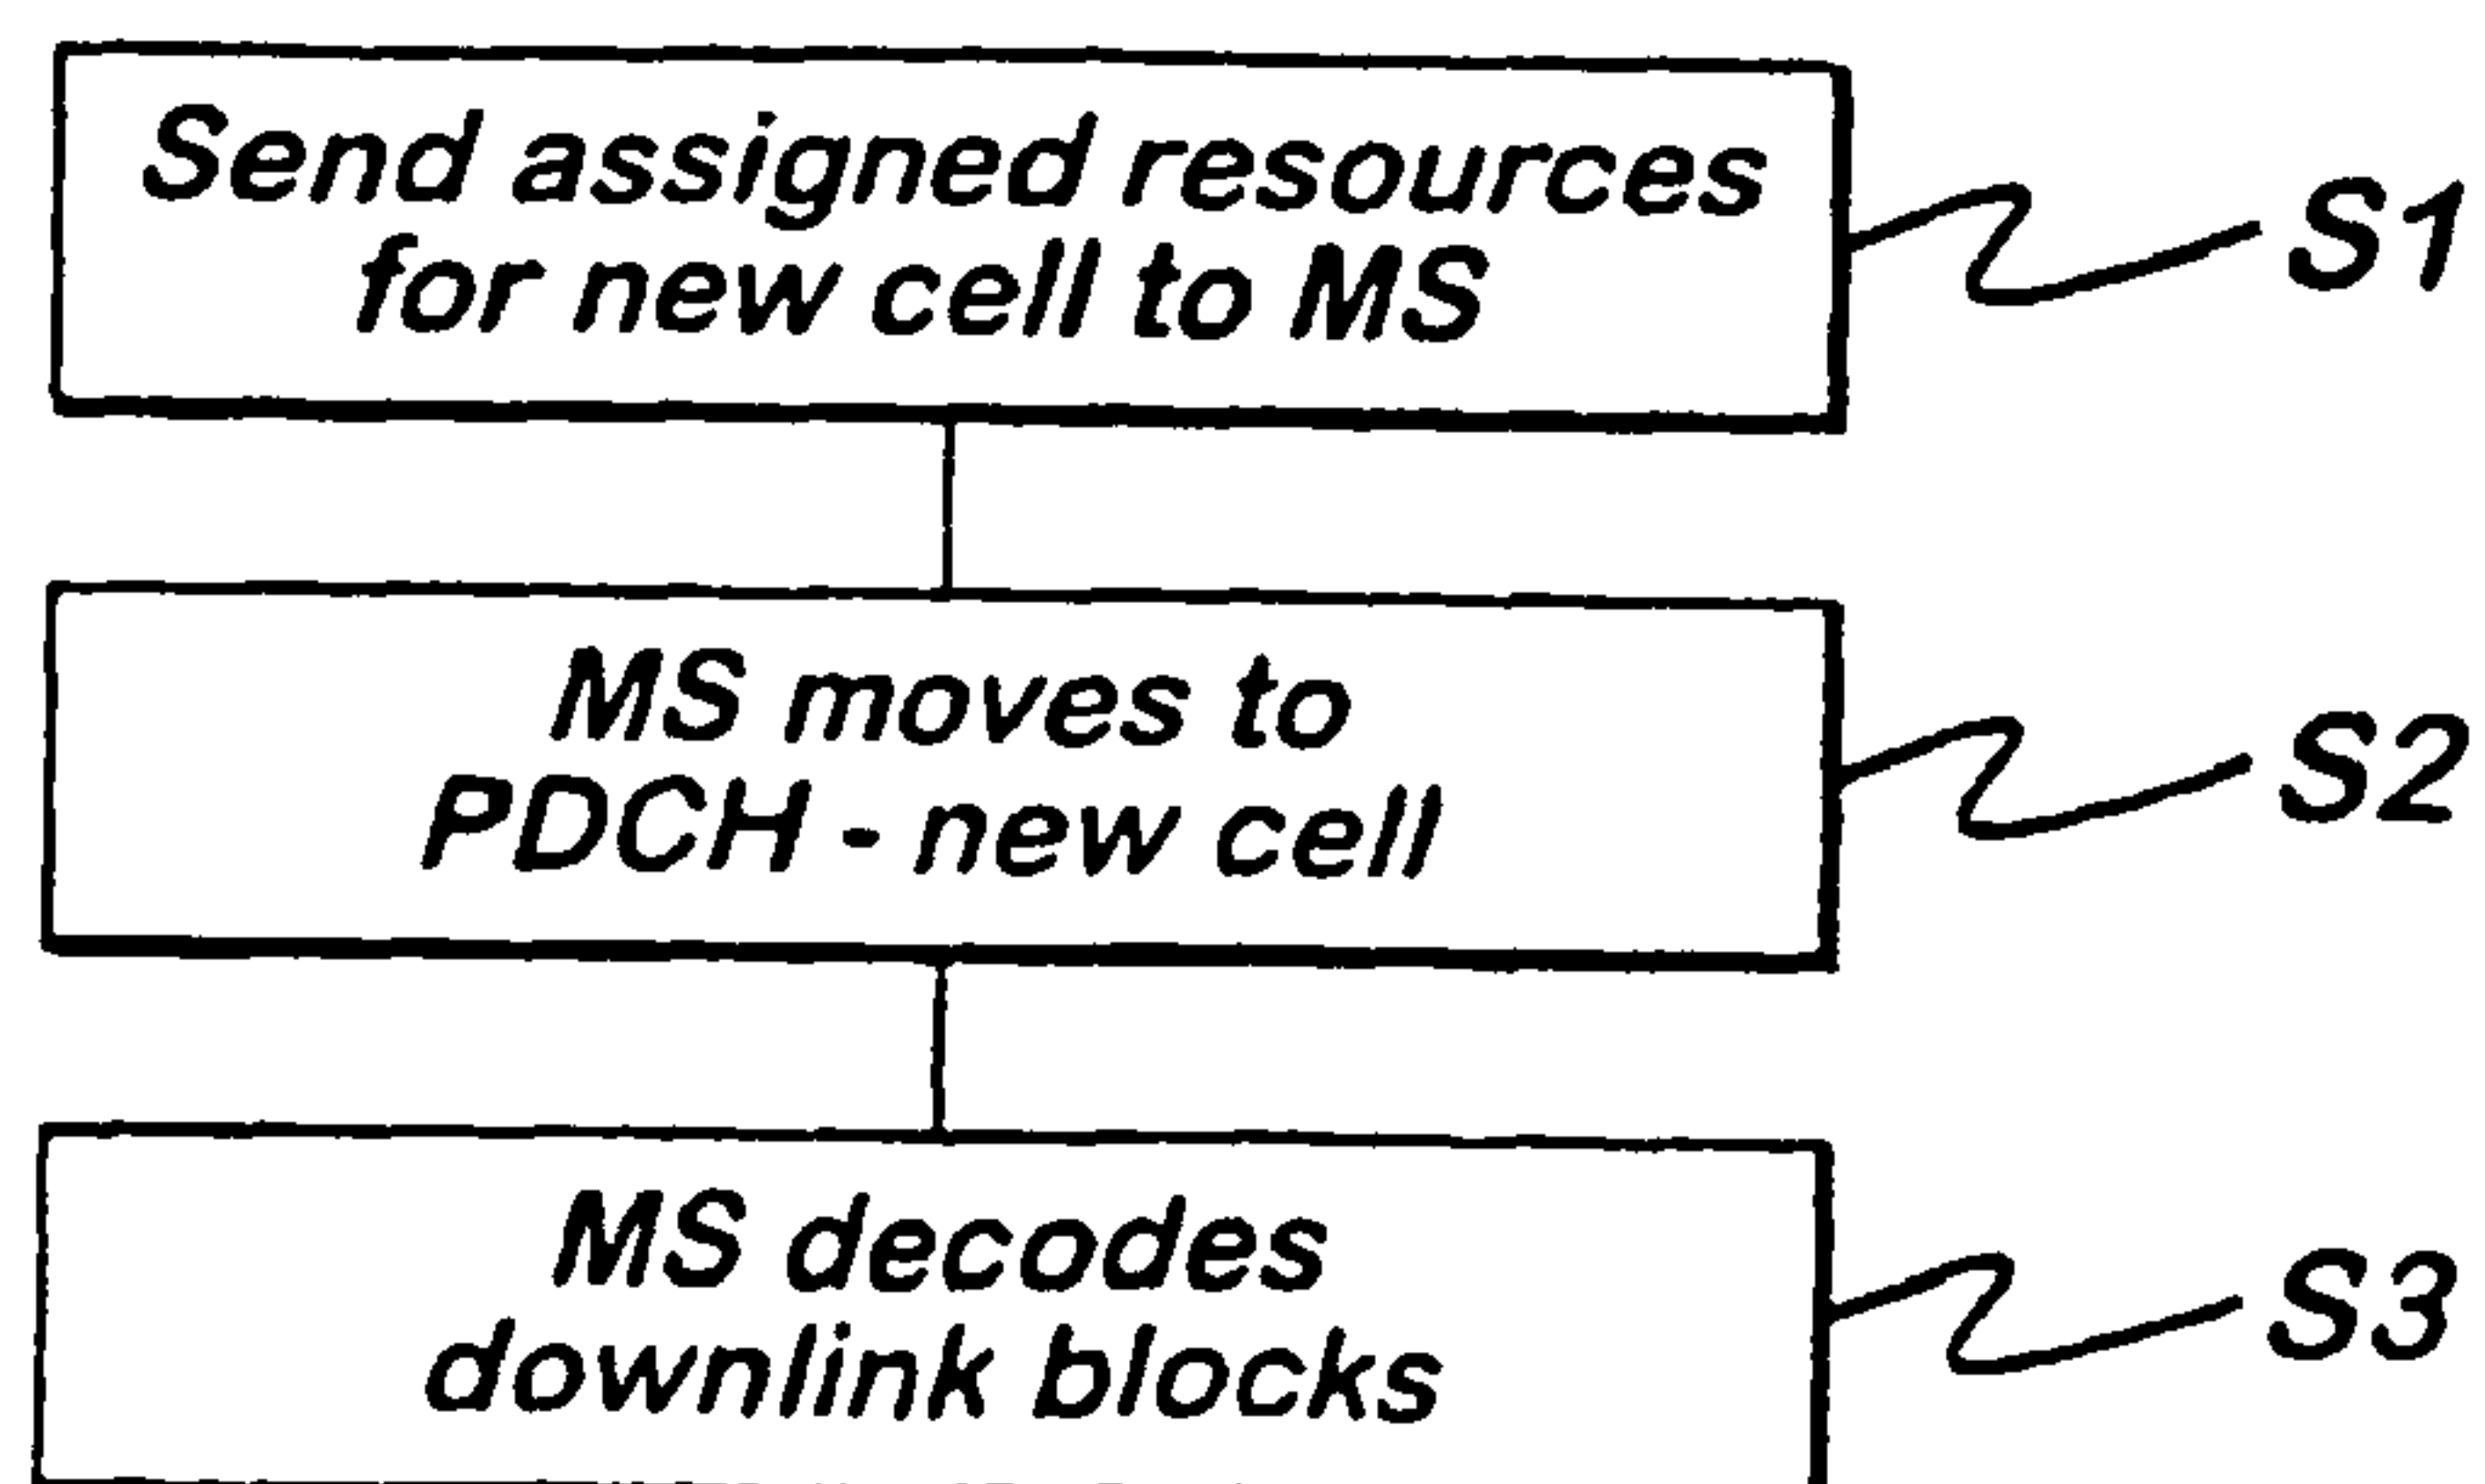 Send assigned resources
for new cell to MS
S1
MS moves to
PDCH - new cell
S2
MS decodes
downlink blocks
S3